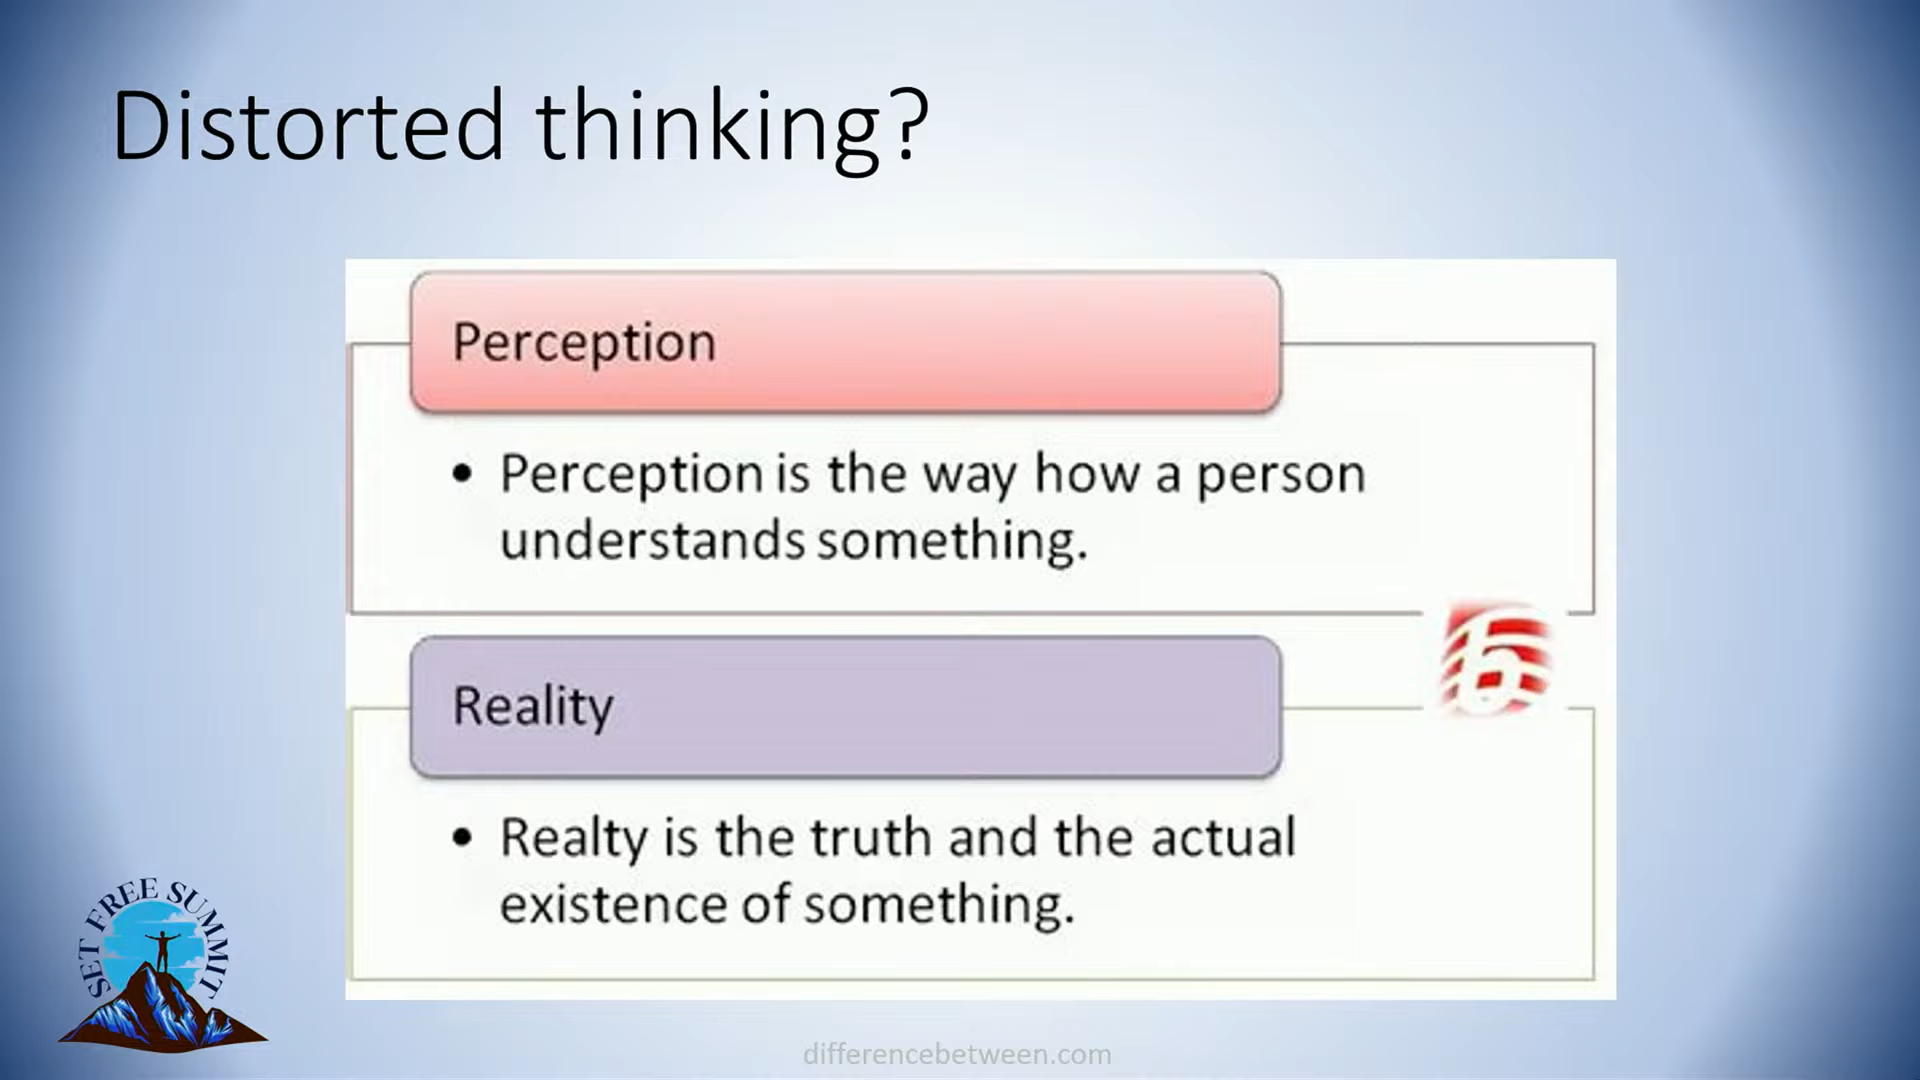 Distorted thinking?
Perception
• Perception is the way how a person
understands something.
Reality
• Realty is the truth and the actual
existence of something.
SET FREE SUMMIT
differencebetween.com